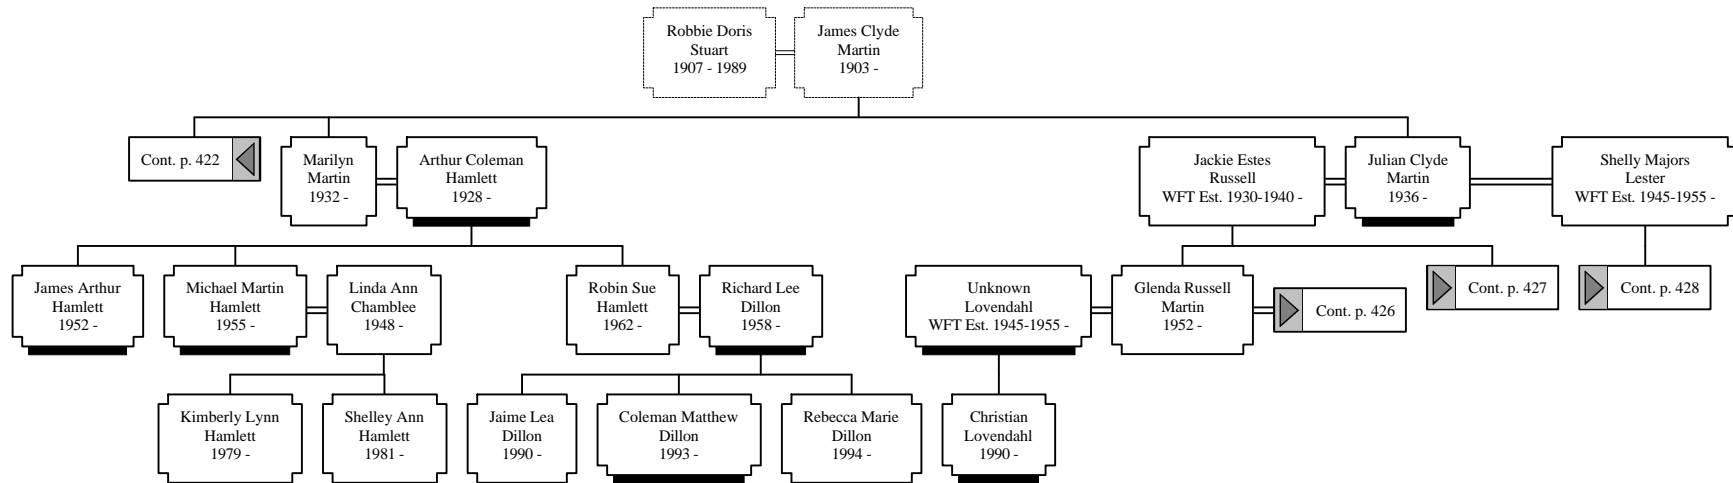 Robbie Doris
Stuart
1907 - 1989
James Clyde
Martin
1903 -
Cont. p. 422
Marilyn
Martin
1932 -
Arthur Coleman
Hamlett
1928 -
Jackie Estes
Russell
WFT Est. 1930-1940 -
Julian Clyde
Martin
1936 -
Shelly Majors
Lester
WFT Est. 1945-1955 -
James Arthur
Hamlett
1952 -
Michael Martin
Hamlett
1955 -
Linda Ann
Chamblee
1948 -
Robin Sue
Hamlett
1962 -
Richard Lee
Dillon
1958 -
Unknown
Lovendahl
WFT Est. 1945-1955 -
Glenda Russell
Martin
1952 -
Cont. p. 426
Cont. p. 427
Cont. p. 428
Kimberly Lynn
Hamlett
1979 -
Shelley Ann
Hamlett
1981 -
Jaime Lea
Dillon
1990 -
Coleman Matthew
Dillon
1993 -
Rebecca Marie
Dillon
1994 -
Christian
Lovendahl
1990 -